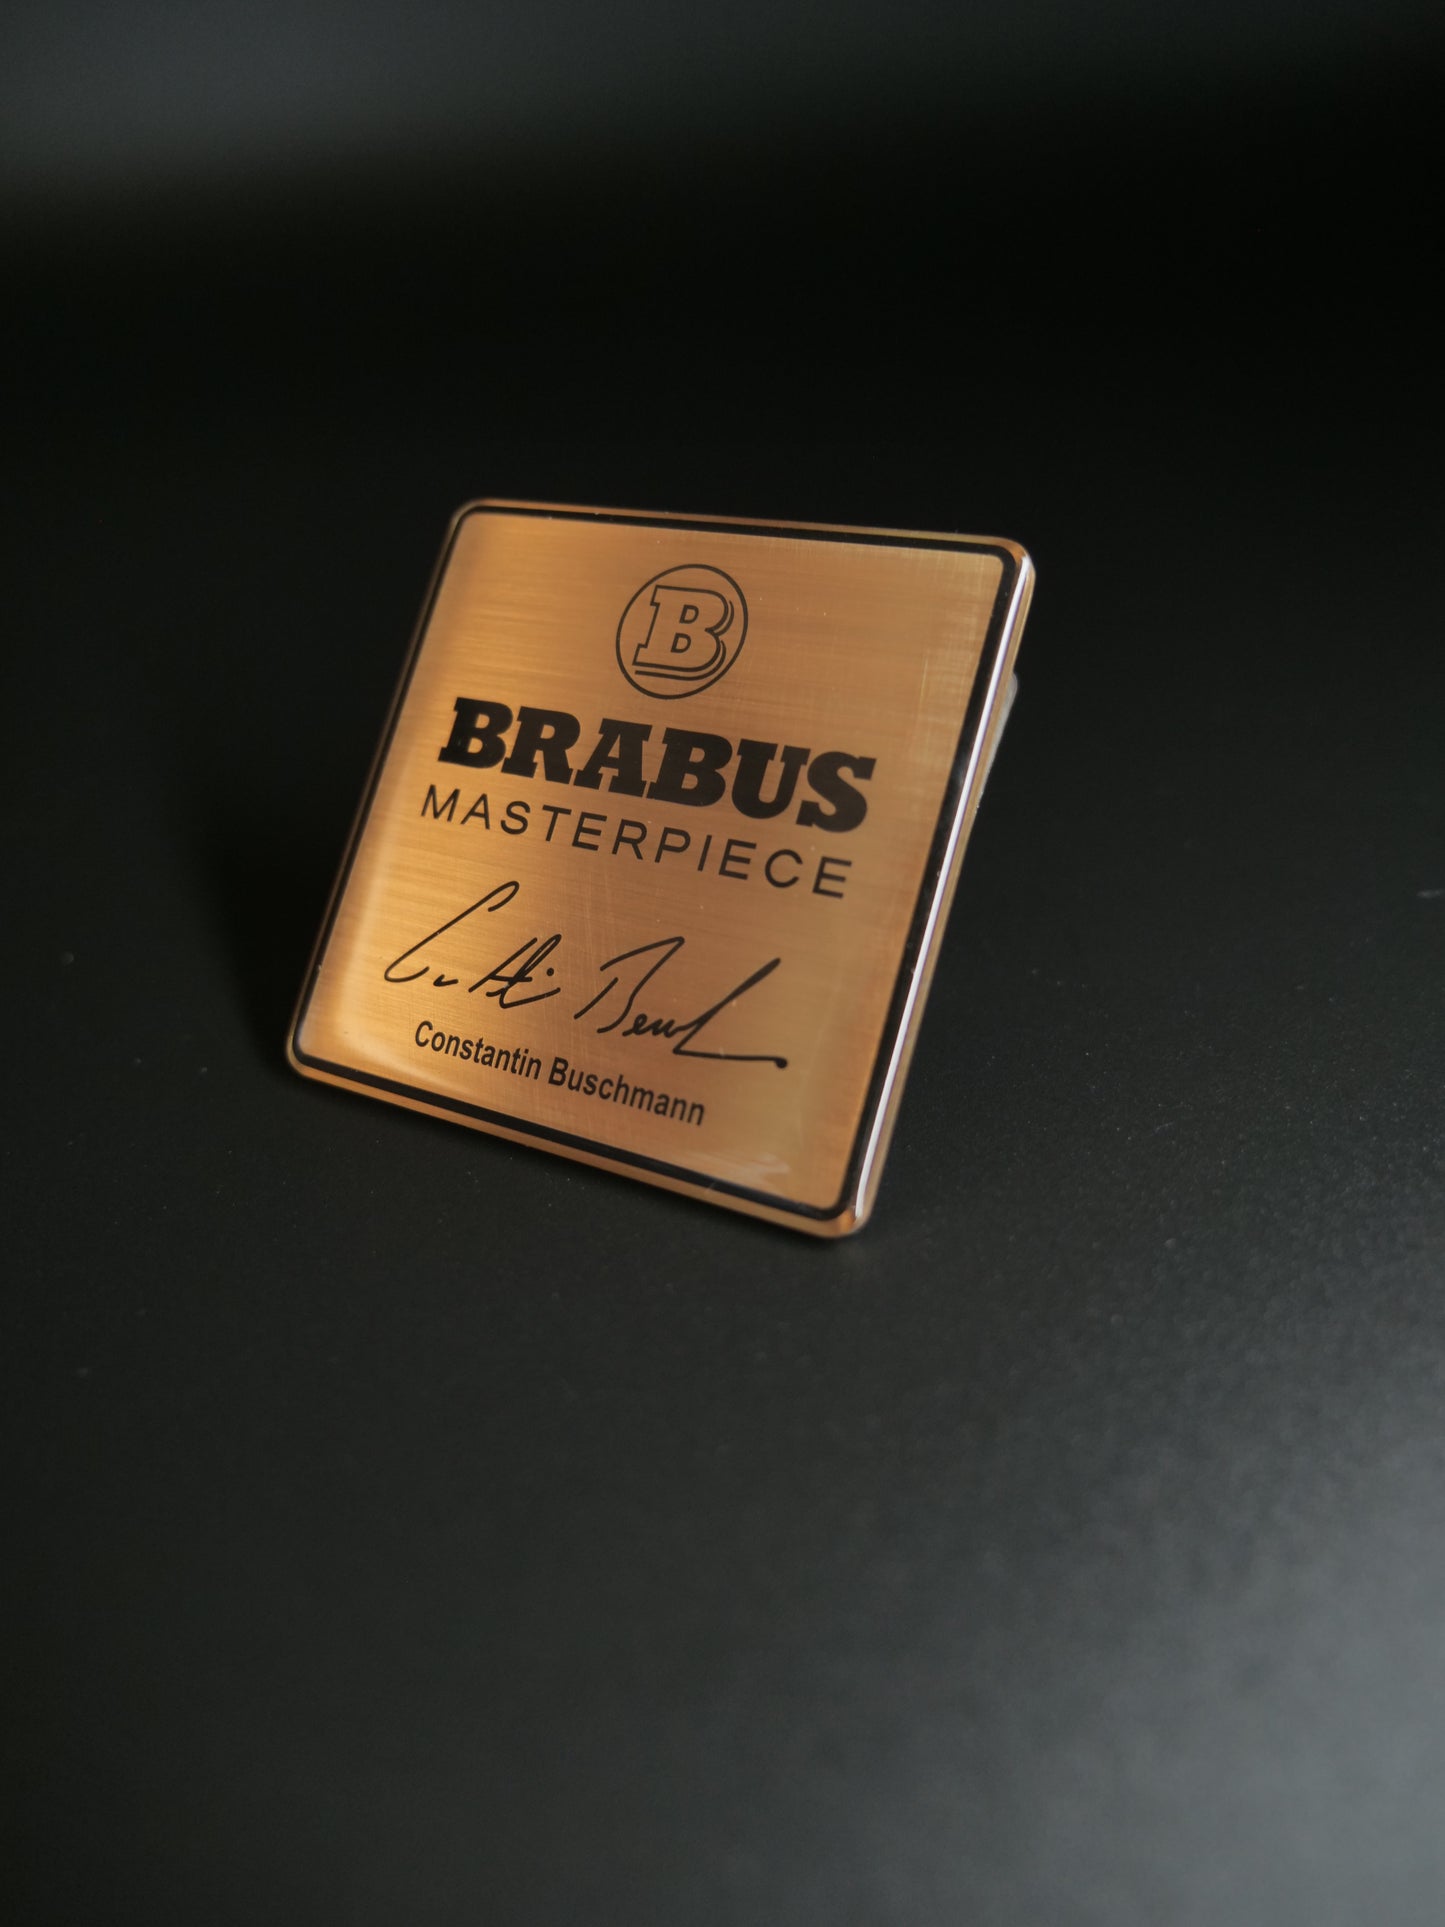 B
BRABUS
MASTERPIECE
Constantin Buschmann